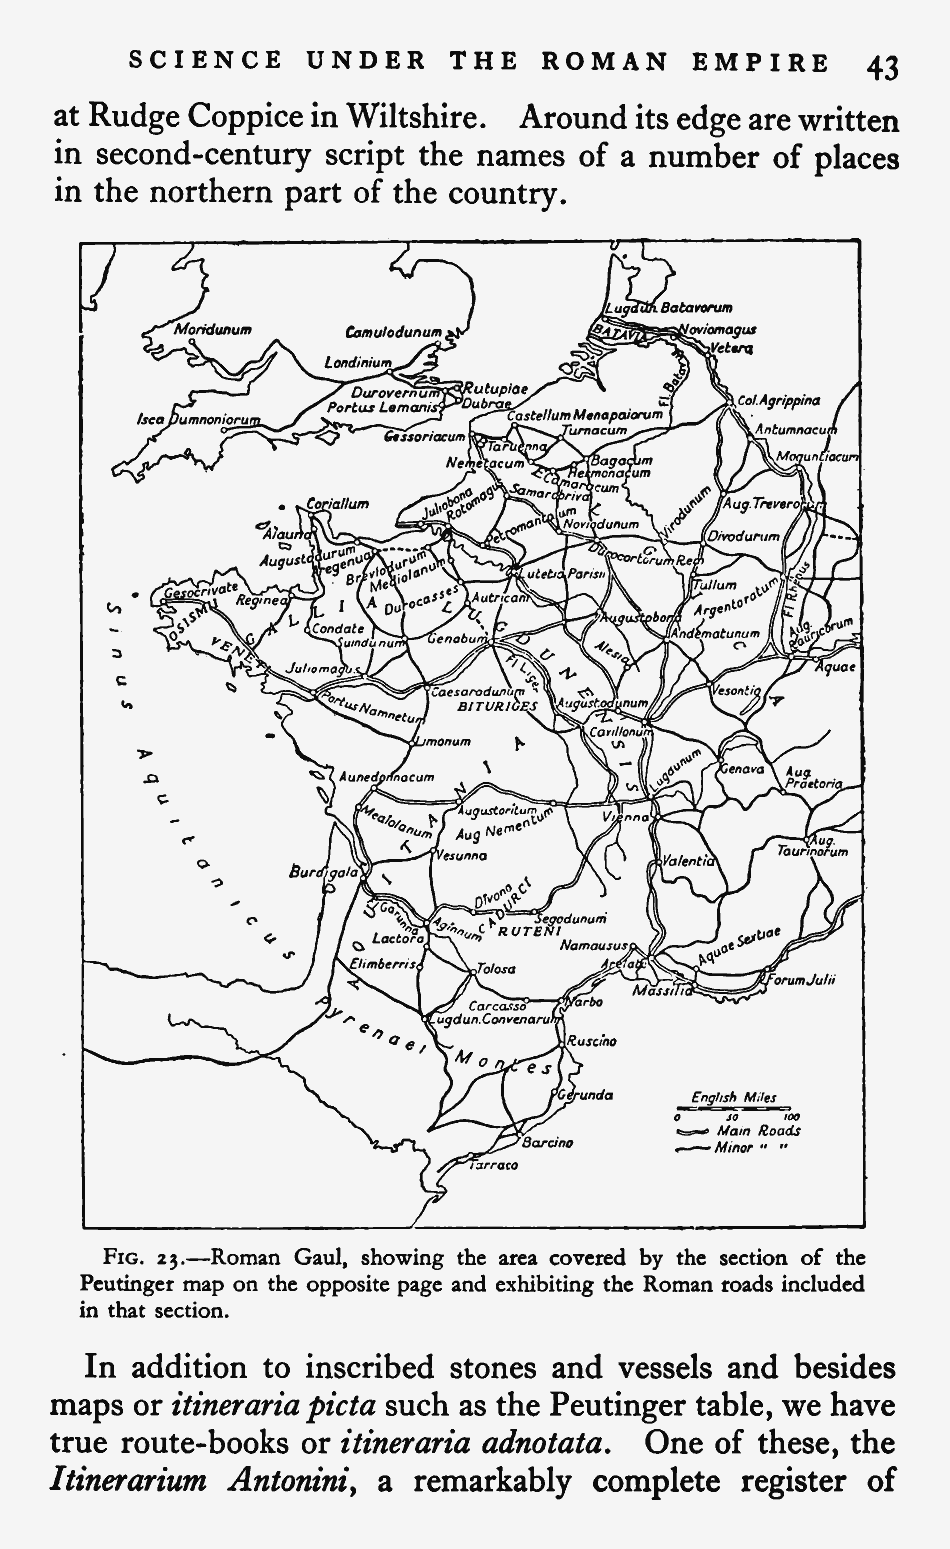 SCIENCE UNDER THE ROMAN EMPIRE 43
at Rudge Coppice in Wiltshire. Around its edge are written
in second-century script the names of a number of places
in the northern part of the country.
Lugdun. Batavorum
Moridunum
Camulodunum
BATAVI
Noviomagus
Vetera
Londinium
Fl. Batav
Durovernum
Rutupiae
Portus Lemanis
Dubrae
Col. Agrippina
Isca Dumnoniorum
Castellum Menapaiorum
Gessoriacum
Turnacum
Antumnacum
Taruenna
Nemetacum
Bagacum
Moguntiacum
Hermonacum
Camaracum
Juliobona
Rotomagus
Samarobriva
Virodunum
Coriallum
Aug. Treverorum
Petromantalum
Noviodunum
Alauna
Divodurum
Augustodurum
Aregenua
Durocortorum Rem
Breviodurum
Mediolanum
Lutetia Parisii
Tullum
Gesocrivate
Reginea
Durocasses
Autricani
Argentoratum
Fl Rhenus
OSISMII
Augustobona
Aug. Rauricorum
VENETI
Condate
Suindunum
Genabum
Andematunum
GALLIA
LUGDUNENSIS
Alesia
Aquae
Juliomagus
Fl Liger
Caesarodunum
Vesontio
Portus Namnetum
BITURIGES
Augustodunum
Cavillonum
Limonum
Sinus Aquitanicus
Lugdunum
Genava
Aug. Praetoria
Aunedonnacum
AQUITANIA
Augustoritum
Mediolanum
Aug Nementum
Vienna
Vesunna
Aug. Taurinorum
Valentia
Burdigala
Divona
CADURCI
Garunna
Aginnum
Segodunum
RUTENI
Lactora
Namausus
Aquae Sextiae
Elimberris
Arelate
Tolosa
Massilia
Forum Julii
Carcasso
Narbo
Lugdun. Convenarum
Pyrenaei Montes
Ruscino
Gerunda
English Miles
0 50 100
Main Roads
Minor " "
Barcino
Tarraco
FIG. 23.—Roman Gaul, showing the area covered by the section of the
Peutinger map on the opposite page and exhibiting the Roman roads included
in that section.
In addition to inscribed stones and vessels and besides
maps or itineraria picta such as the Peutinger table, we have
true route-books or itineraria adnotata. One of these, the
Itinerarium Antonini, a remarkably complete register of